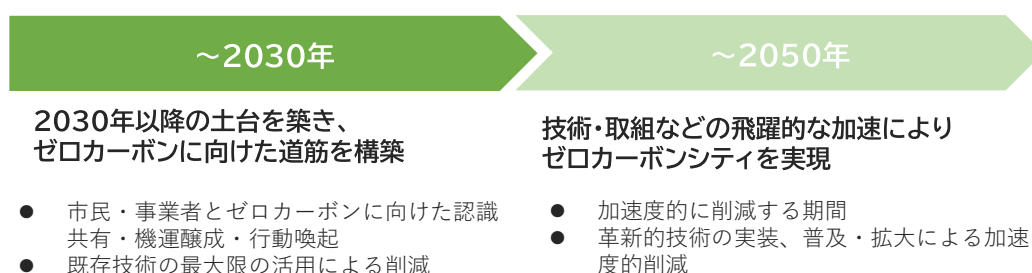 ～2030年
2030年以降の土台を築き、
ゼロカーボンに向けた道筋を構築
● 市民・事業者とゼロカーボンに向けた認識
共有・機運醸成・行動喚起
● 既存技術の最大限の活用による削減
～2050年
技術・取組などの飛躍的な加速により
ゼロカーボンシティを実現
● 加速度的に削減する期間
● 革新的技術の実装、普及・拡大による加速
度的削減